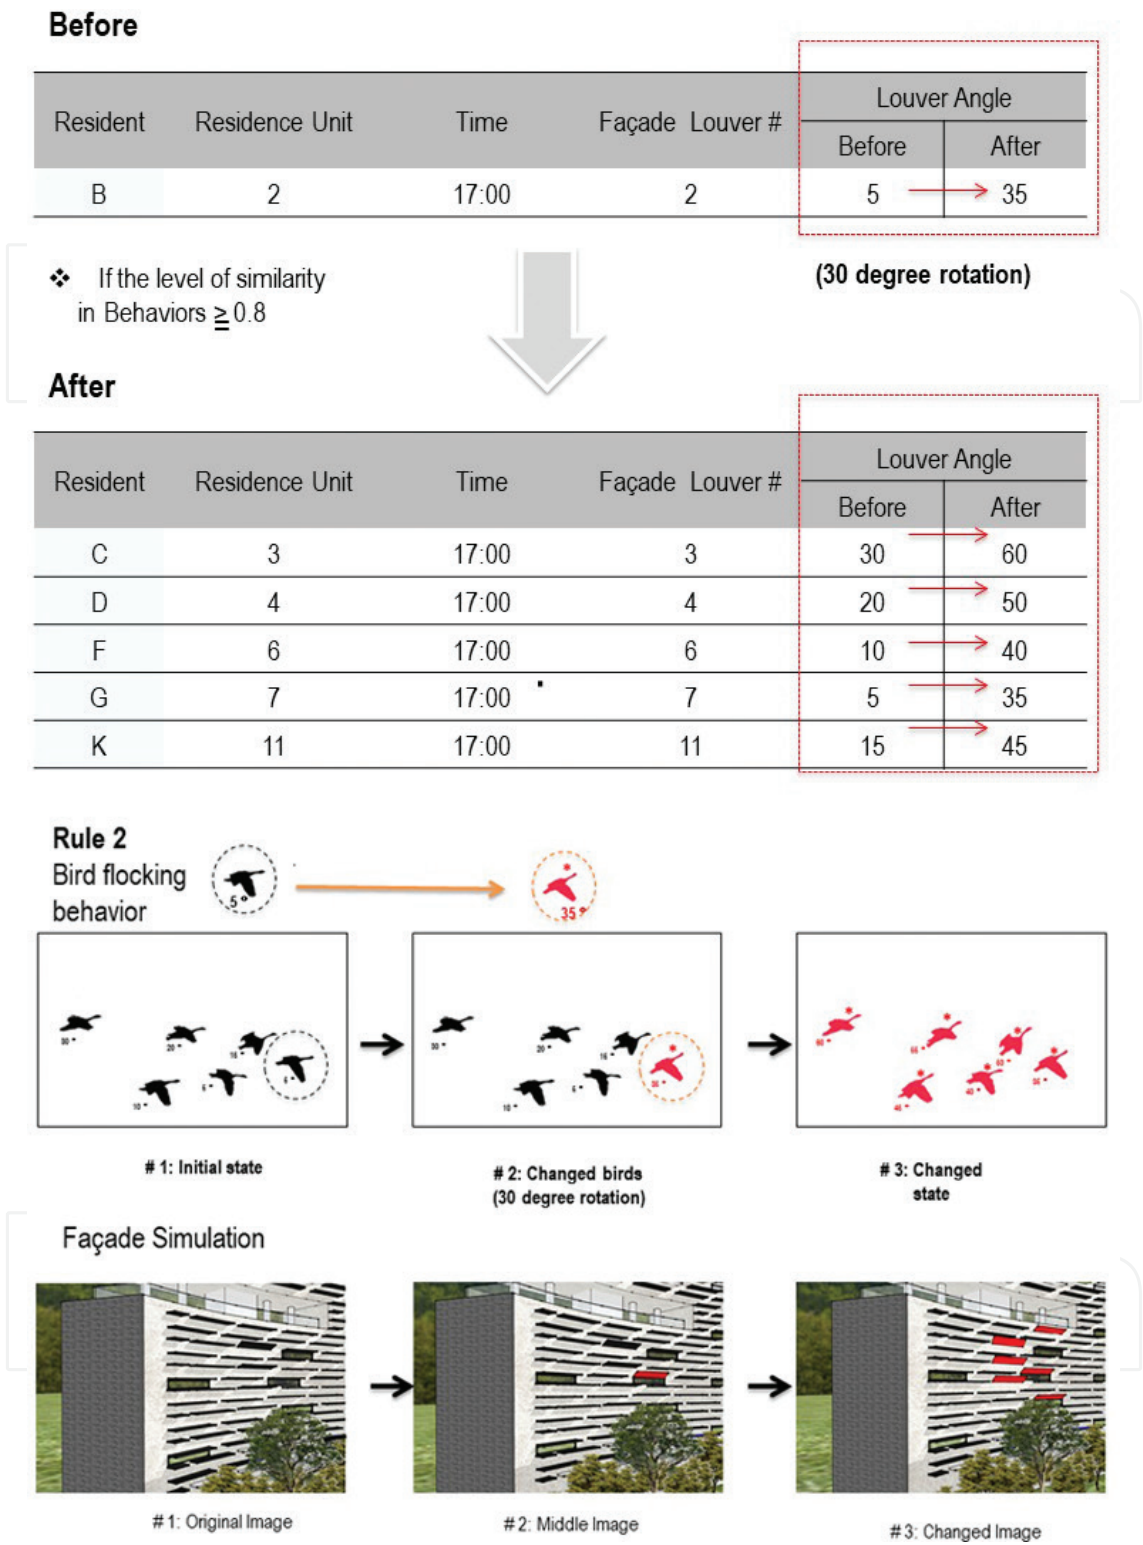 Before
Resident Residence Unit Time Façade Louver # Louver Angle
Before After
B 2 17:00 2 5 35
❖ If the level of similarity
in Behaviors ≧ 0.8
(30 degree rotation)
After
Resident Residence Unit Time Façade Louver # Louver Angle
Before After
C 3 17:00 3 30 60
D 4 17:00 4 20 50
F 6 17:00 6 10 40
G 7 17:00 7 5 35
K 11 17:00 11 15 45
Rule 2
Bird flocking
behavior
5°
35°
20°
10°
20°
10°
# 1: Initial state
# 2: Changed birds
(30 degree rotation)
# 3: Changed
state
Façade Simulation
# 1: Original Image
# 2: Middle Image
# 3: Changed Image